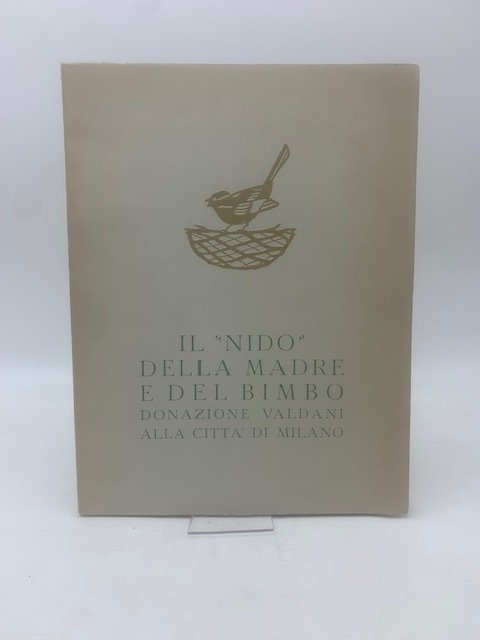 IL "NIDO"
DELLA MADRE
E DEL BIMBO
DONAZIONE VALDANI
ALLA CITTA' DI MILANO